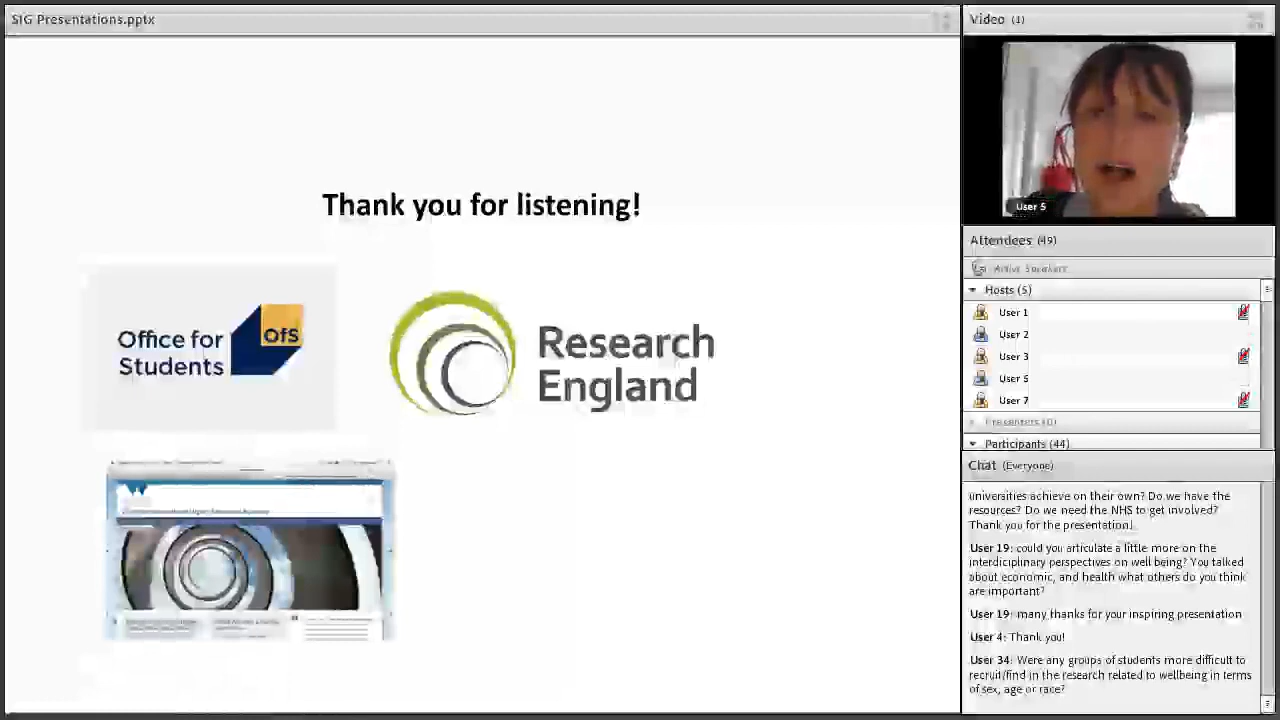 SIG Presentations.pptx
Thank you for listening!
Office for
Students
OfS
Research
England
Video (1)
User 5
Attendees (49)
Active Speakers
Hosts (5)
User 1
User 2
User 3
User 5
User 7
Presenters (0)
Participants (44)
Chat (Everyone)
universities achieve on their own? Do we have the
resources? Do we need the NHS to get involved?
Thank you for the presentation!
User 19: could you articulate a little more on the
interdiciplinary perspectives on well being? You talked
about economic, and health what others do you think
are important?
User 19: many thanks for your inspiring presentation
User 4: Thank you!
User 34: Were any groups of students more difficult to
recruit/find in the research related to wellbeing in terms
of sex, age or race?